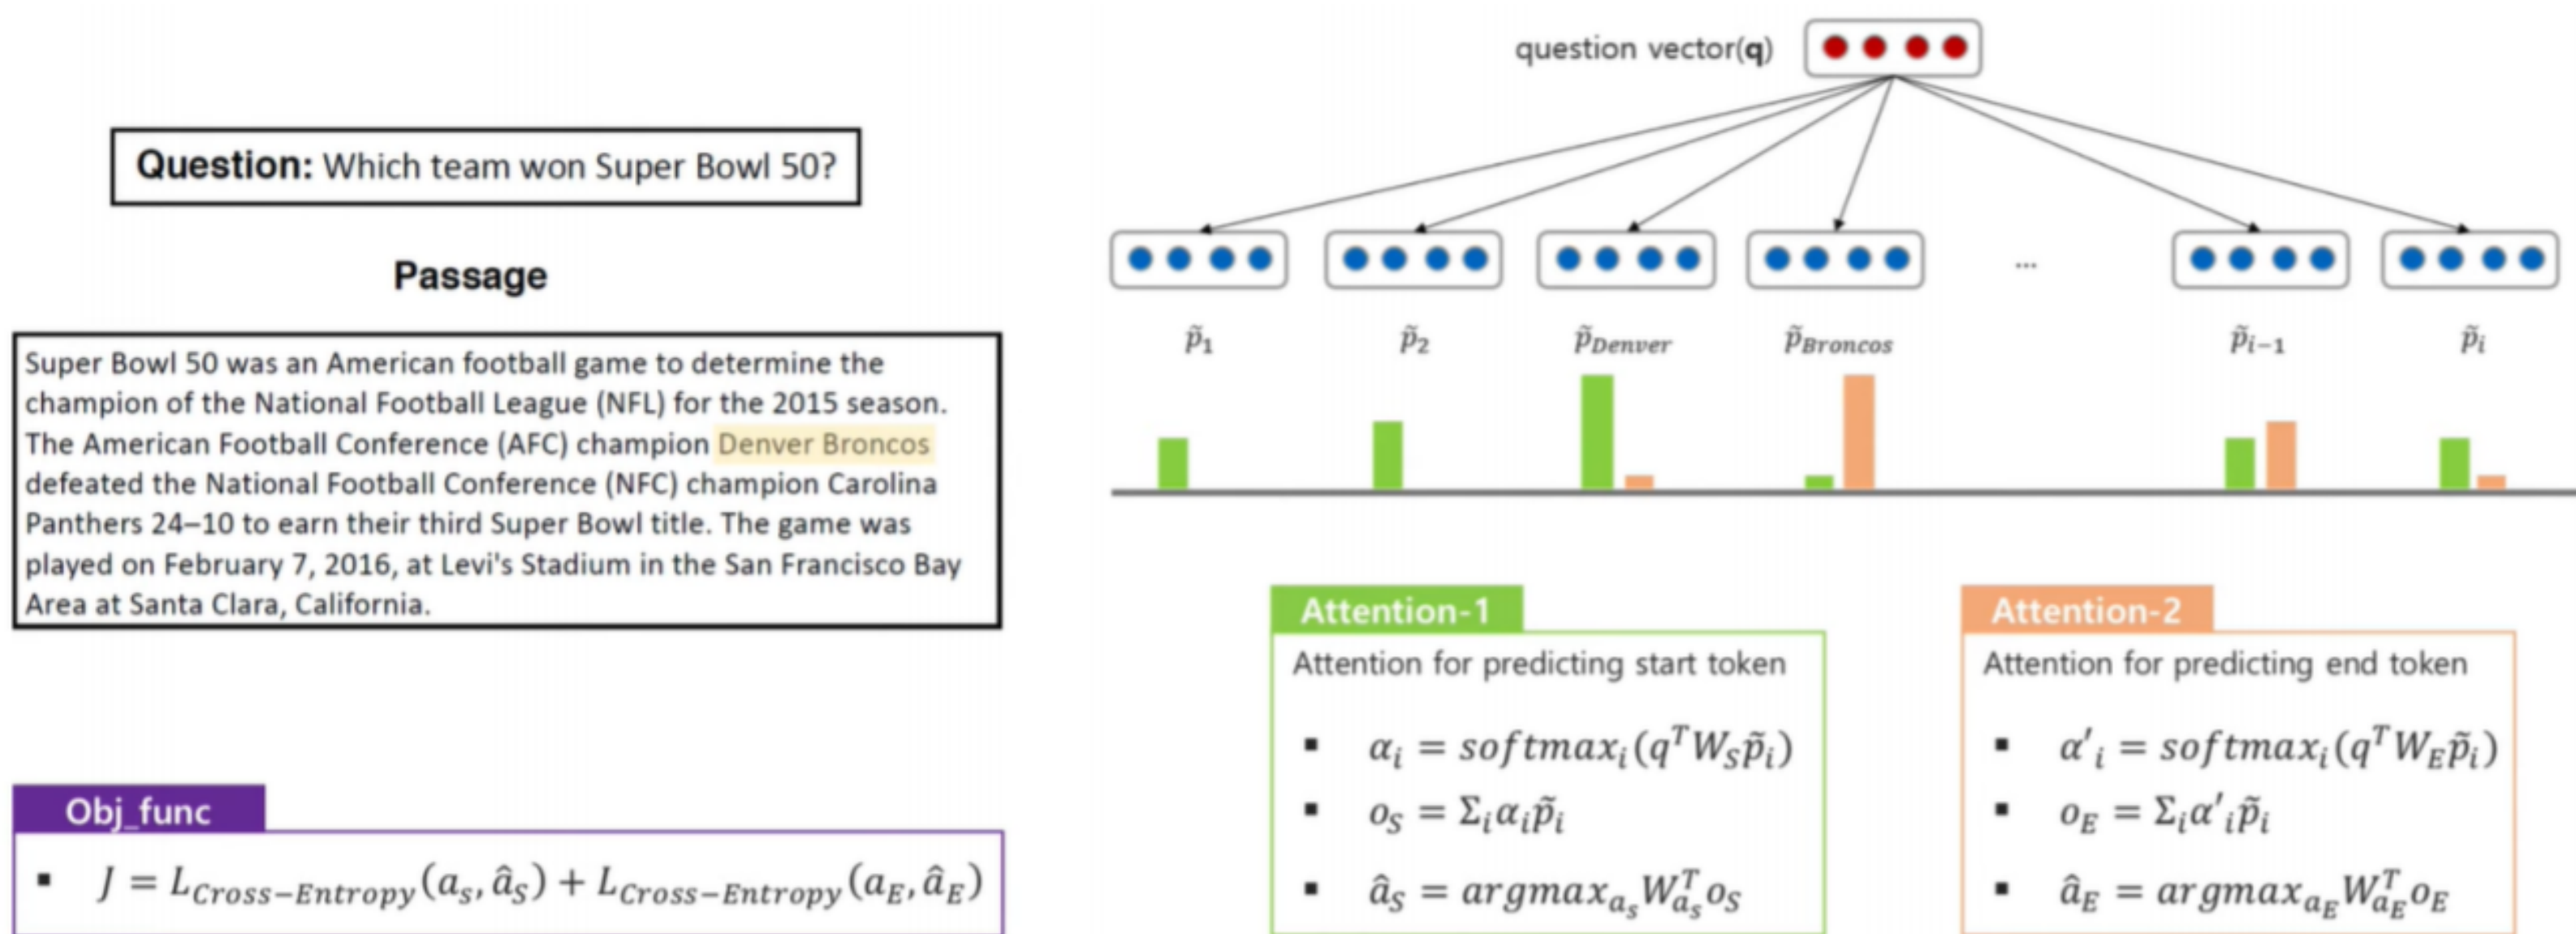 Question: Which team won Super Bowl 50?
Passage
Super Bowl 50 was an American football game to determine the
champion of the National Football League (NFL) for the 2015 season.
The American Football Conference (AFC) champion Denver Broncos
defeated the National Football Conference (NFC) champion Carolina
Panthers 24–10 to earn their third Super Bowl title. The game was
played on February 7, 2016, at Levi's Stadium in the San Francisco Bay
Area at Santa Clara, California.
Obj_func
▪ J = L_{Cross-Entropy}(a_s, â_S) + L_{Cross-Entropy}(a_E, â_E)
question vector(q)
...
p̃_1 p̃_2 p̃_{Denver} p̃_{Broncos} p̃_{i-1} p̃_i
Attention-1
Attention for predicting start token
▪ α_i = softmax_i(q^T W_S p̃_i)
▪ o_S = Σ_i α_i p̃_i
▪ â_S = argmax_{a_s} W_{a_s}^T o_S
Attention-2
Attention for predicting end token
▪ α'_i = softmax_i(q^T W_E p̃_i)
▪ o_E = Σ_i α'_i p̃_i
▪ â_E = argmax_{a_E} W_{a_E}^T o_E